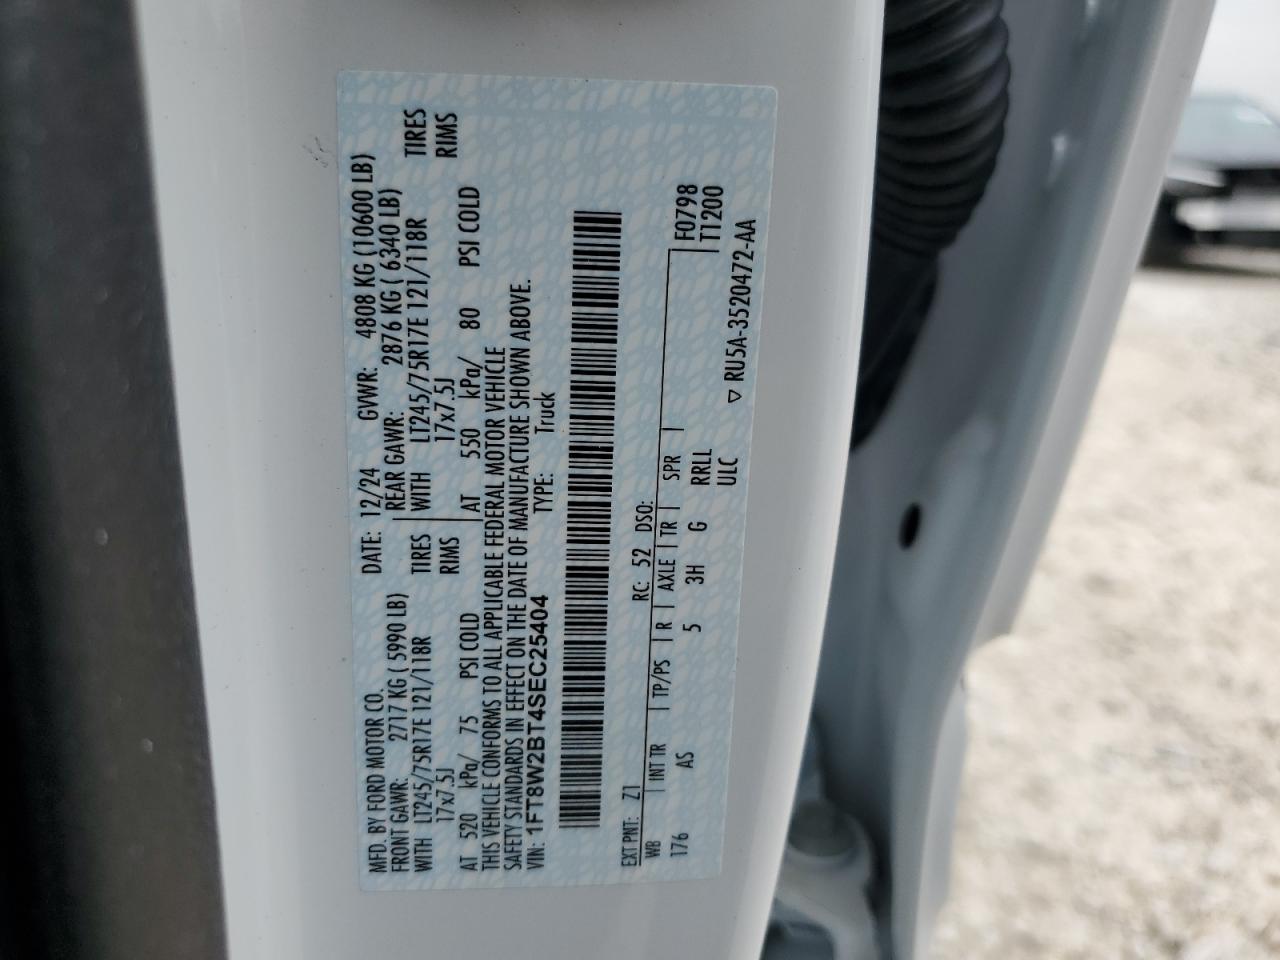 MFD. BY FORD MOTOR CO. DATE: 12/24 GVWR: 4808 KG (10600 LB)
FRONT GAWR: 2717 KG ( 5990 LB) REAR GAWR: 2876 KG ( 6340 LB)
WITH LT245/75R17E 121/118R TIRES WITH LT245/75R17E 121/118R TIRES
17x7.5J RIMS 17x7.5J RIMS
AT 520 kPa/ 75 PSI COLD AT 550 kPa/ 80 PSI COLD
THIS VEHICLE CONFORMS TO ALL APPLICABLE FEDERAL MOTOR VEHICLE
SAFETY STANDARDS IN EFFECT ON THE DATE OF MANUFACTURE SHOWN ABOVE.
VIN: 1FT8W2BT4SEC25404 TYPE: Truck
EXT PNT: Z1 RC: 52 DSO: F0798
WB INT TR TP/PS R AXLE TR SPR T1200
176 AS 5 3H G RRLL
ULC ▽ RU5A-3520472-AA